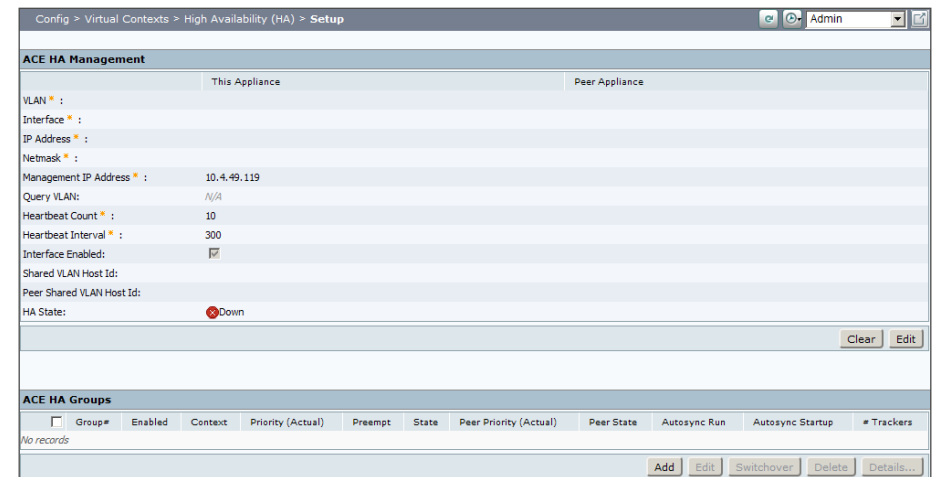 Config > Virtual Contexts > High Availability (HA) > Setup Admin
ACE HA Management
This Appliance Peer Appliance
VLAN * :
Interface * :
IP Address * :
Netmask * :
Management IP Address * : 10.4.49.119
Query VLAN: N/A
Heartbeat Count * : 10
Heartbeat Interval * : 300
Interface Enabled:
Shared VLAN Host Id:
Peer Shared VLAN Host Id:
HA State: Down
Clear Edit
ACE HA Groups
Group# Enabled Context Priority (Actual) Preempt State Peer Priority (Actual) Peer State Autosync Run Autosync Startup # Trackers
No records
Add Edit Switchover Delete Details...